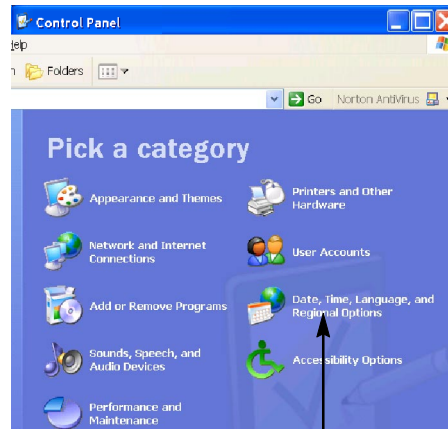 Control Panel
Help
Folders
Go Norton AntiVirus
Pick a category
Appearance and Themes
Printers and Other
Hardware
Network and Internet
Connections
User Accounts
Add or Remove Programs
Date, Time, Language, and
Regional Options
Sounds, Speech, and
Audio Devices
Accessibility Options
Performance and
Maintenance